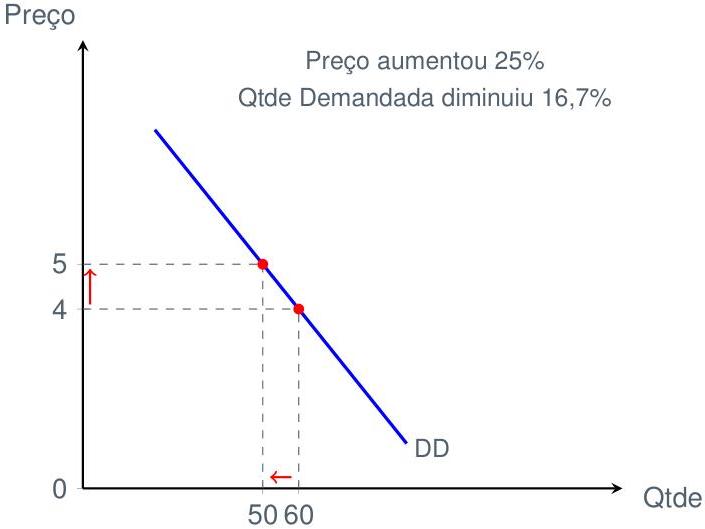 Preço
Preço aumentou 25%
Qtde Demandada diminuiu 16,7%
5
4
DD
0
Qtde
50 60